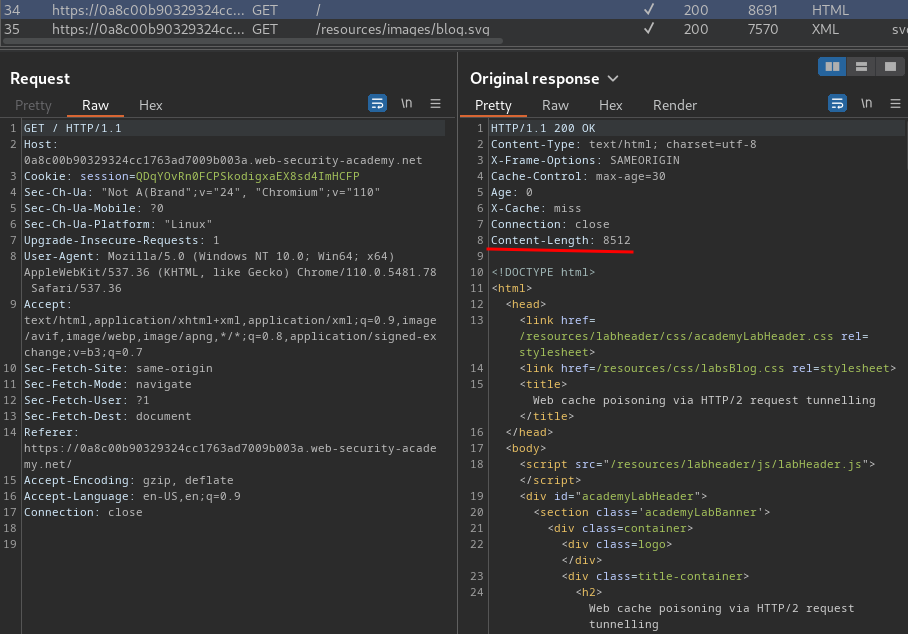 34 https://0a8c00b90329324cc... GET / ✓ 200 8691 HTML
35 https://0a8c00b90329324cc... GET /resources/images/blog.svg ✓ 200 7570 XML sv
Request
Pretty Raw Hex \n
1 GET / HTTP/1.1
2 Host:
0a8c00b90329324cc1763ad7009b003a.web-security-academy.net
3 Cookie: session=QDqYOvRn0FCPSkodigxaEX8sd4ImHCFP
4 Sec-Ch-Ua: "Not A(Brand";v="24", "Chromium";v="110"
5 Sec-Ch-Ua-Mobile: ?0
6 Sec-Ch-Ua-Platform: "Linux"
7 Upgrade-Insecure-Requests: 1
8 User-Agent: Mozilla/5.0 (Windows NT 10.0; Win64; x64)
AppleWebKit/537.36 (KHTML, like Gecko) Chrome/110.0.5481.78
Safari/537.36
9 Accept:
text/html,application/xhtml+xml,application/xml;q=0.9,image
/avif,image/webp,image/apng,*/*;q=0.8,application/signed-ex
change;v=b3;q=0.7
10 Sec-Fetch-Site: same-origin
11 Sec-Fetch-Mode: navigate
12 Sec-Fetch-User: ?1
13 Sec-Fetch-Dest: document
14 Referer:
https://0a8c00b90329324cc1763ad7009b003a.web-security-acade
my.net/
15 Accept-Encoding: gzip, deflate
16 Accept-Language: en-US,en;q=0.9
17 Connection: close
18
19
Original response
Pretty Raw Hex Render \n
1 HTTP/1.1 200 OK
2 Content-Type: text/html; charset=utf-8
3 X-Frame-Options: SAMEORIGIN
4 Cache-Control: max-age=30
5 Age: 0
6 X-Cache: miss
7 Connection: close
8 Content-Length: 8512
9
10 <!DOCTYPE html>
11 <html>
12 <head>
13 <link href=
/resources/labheader/css/academyLabHeader.css rel=
stylesheet>
14 <link href=/resources/css/labsBlog.css rel=stylesheet>
15 <title>
Web cache poisoning via HTTP/2 request tunnelling
</title>
16 </head>
17 <body>
18 <script src="/resources/labheader/js/labHeader.js">
</script>
19 <div id="academyLabHeader">
20 <section class='academyLabBanner'>
21 <div class=container>
22 <div class=logo>
</div>
23 <div class=title-container>
24 <h2>
Web cache poisoning via HTTP/2 request
tunnelling